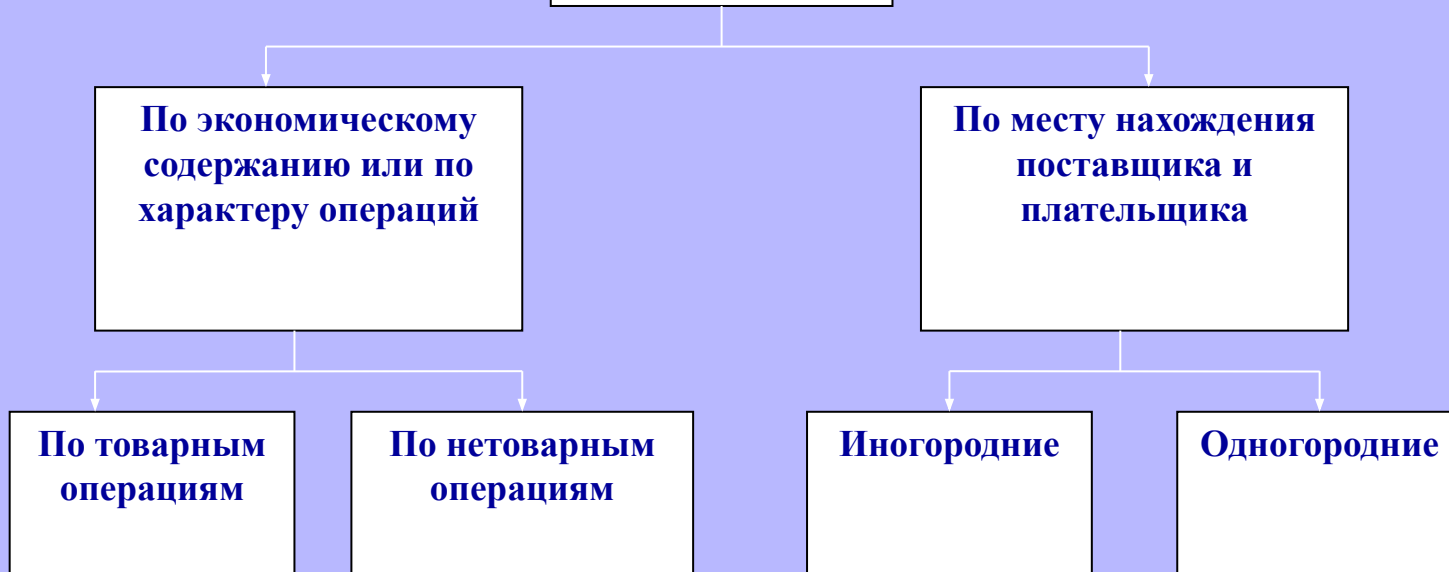 По экономическому
содержанию или по
характеру операций
По месту нахождения
поставщика и
плательщика
По товарным
операциям
По нетоварным
операциям
Иногородние
Одногородние